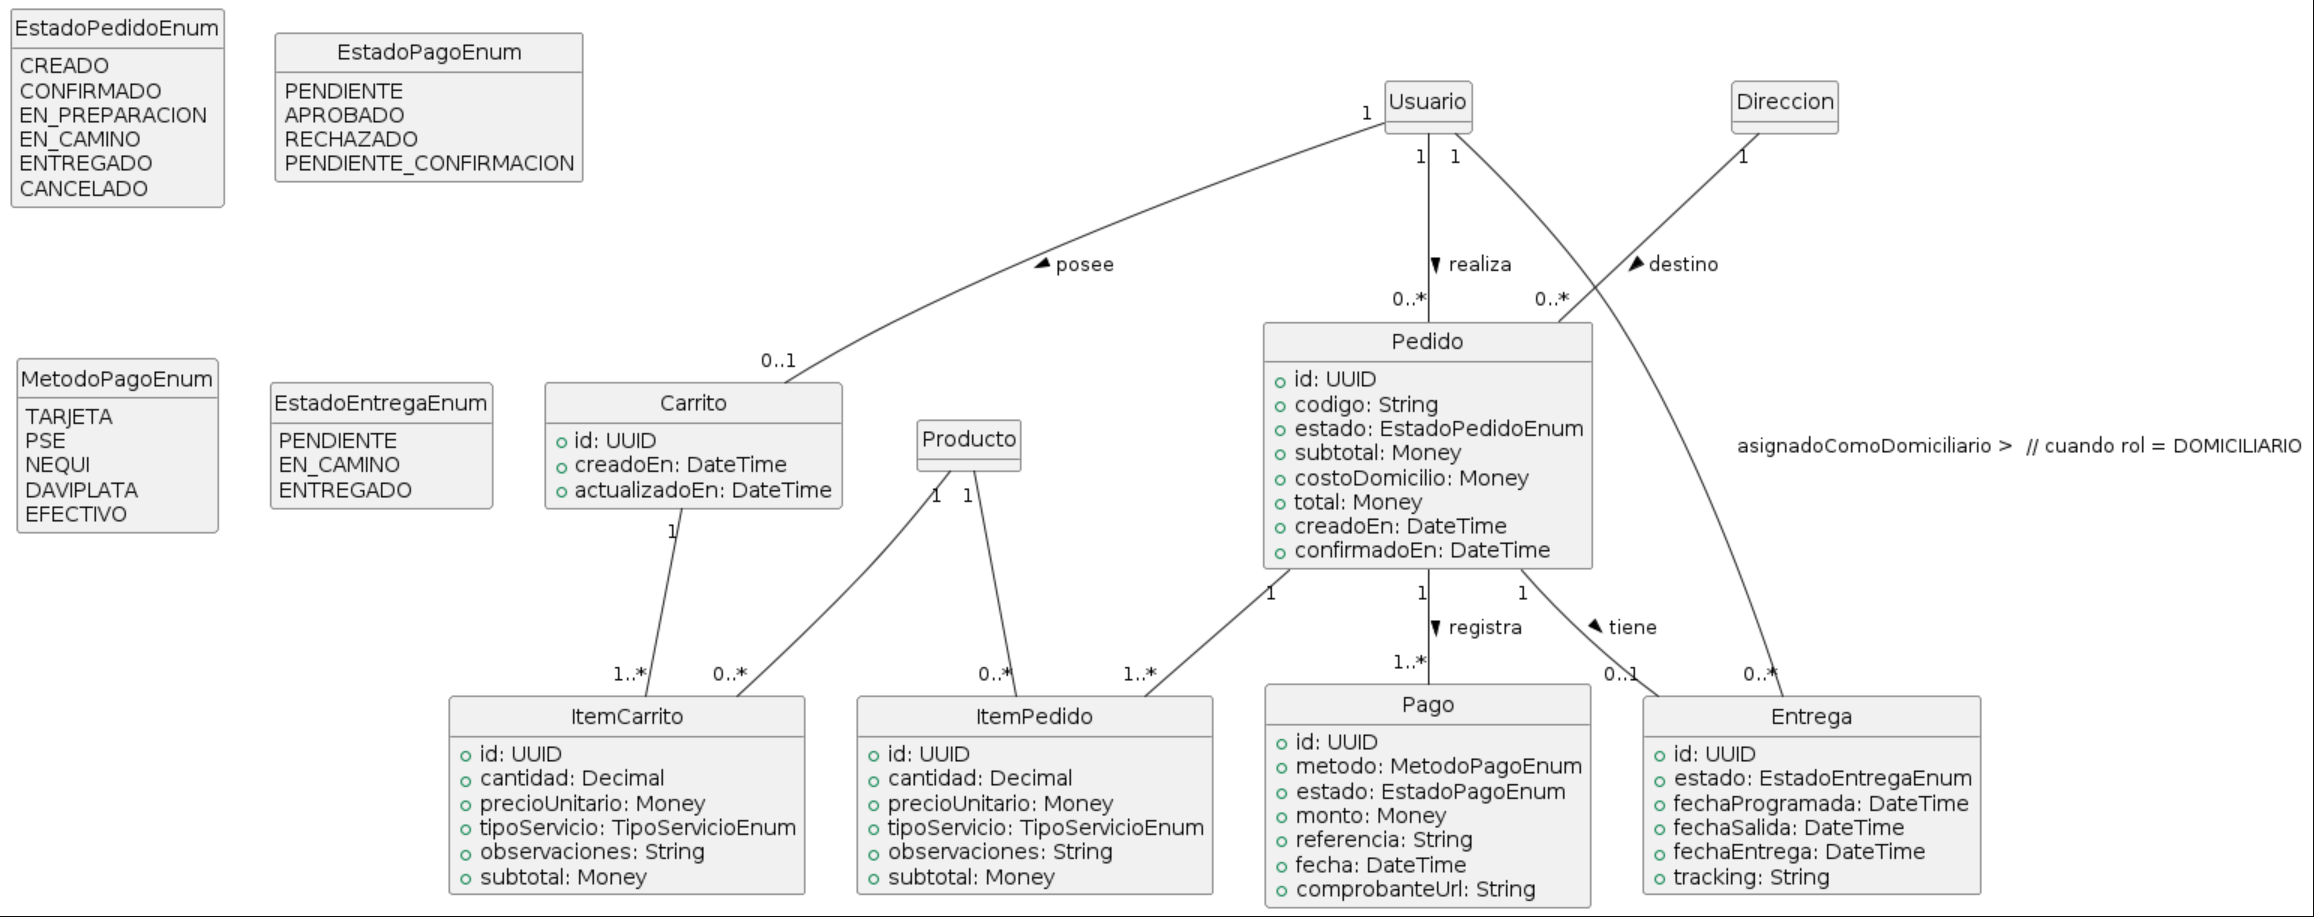 EstadoPedidoEnum
CREADO
CONFIRMADO
EN_PREPARACION
EN_CAMINO
ENTREGADO
CANCELADO
EstadoPagoEnum
PENDIENTE
APROBADO
RECHAZADO
PENDIENTE_CONFIRMACION
Usuario
Direccion
1
1
1
1
posee
realiza
destino
0..1
0..*
0..*
MetodoPagoEnum
TARJETA
PSE
NEQUI
DAVIPLATA
EFECTIVO
EstadoEntregaEnum
PENDIENTE
EN_CAMINO
ENTREGADO
Carrito
id: UUID
creadoEn: DateTime
actualizadoEn: DateTime
Producto
Pedido
id: UUID
codigo: String
estado: EstadoPedidoEnum
subtotal: Money
costoDomicilio: Money
total: Money
creadoEn: DateTime
confirmadoEn: DateTime
asignadoComoDomiciliario > // cuando rol = DOMICILIARIO
1
1
1
1
1
1
registra
tiene
1..*
0..*
0..*
1..*
1..*
0..1
0..*
ItemCarrito
id: UUID
cantidad: Decimal
precioUnitario: Money
tipoServicio: TipoServicioEnum
observaciones: String
subtotal: Money
ItemPedido
id: UUID
cantidad: Decimal
precioUnitario: Money
tipoServicio: TipoServicioEnum
observaciones: String
subtotal: Money
Pago
id: UUID
metodo: MetodoPagoEnum
estado: EstadoPagoEnum
monto: Money
referencia: String
fecha: DateTime
comprobanteUrl: String
Entrega
id: UUID
estado: EstadoEntregaEnum
fechaProgramada: DateTime
fechaSalida: DateTime
fechaEntrega: DateTime
tracking: String